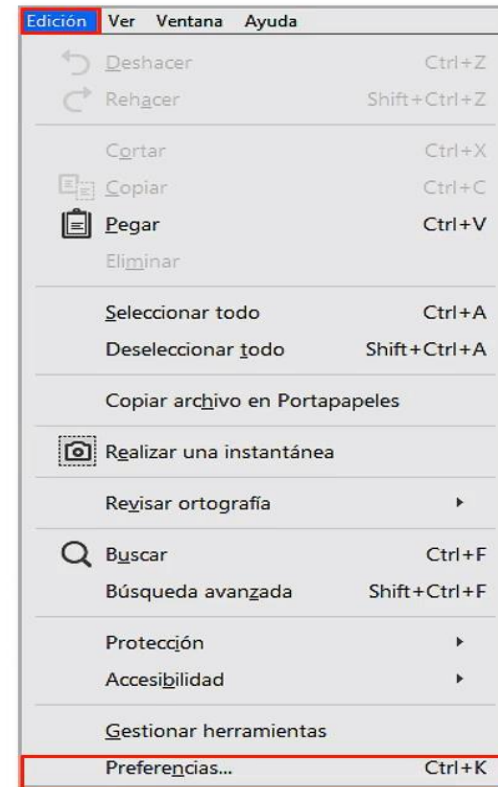 Edición Ver Ventana Ayuda
Deshacer Ctrl+Z
Rehacer Shift+Ctrl+Z
Cortar Ctrl+X
Copiar Ctrl+C
Pegar Ctrl+V
Eliminar
Seleccionar todo Ctrl+A
Deseleccionar todo Shift+Ctrl+A
Copiar archivo en Portapapeles
Realizar una instantánea
Revisar ortografía
Buscar Ctrl+F
Búsqueda avanzada Shift+Ctrl+F
Protección
Accesibilidad
Gestionar herramientas
Preferencias... Ctrl+K